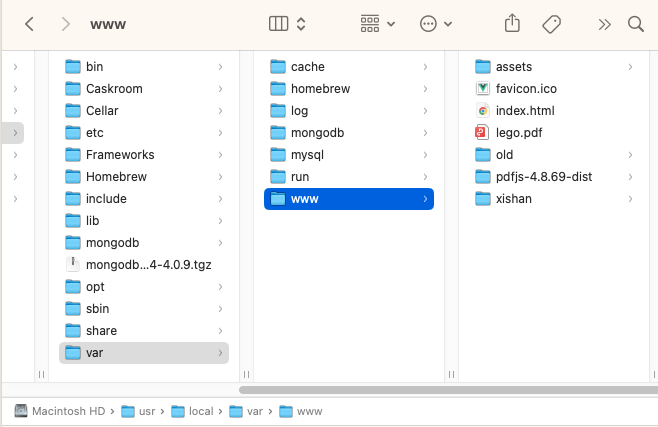 www
bin
Caskroom
Cellar
etc
Frameworks
Homebrew
include
lib
mongodb
mongodb...4-4.0.9.tgz
opt
sbin
share
var
cache
homebrew
log
mongodb
mysql
run
www
assets
favicon.ico
index.html
lego.pdf
old
pdfjs-4.8.69-dist
xishan
Macintosh HD › usr › local › var › www